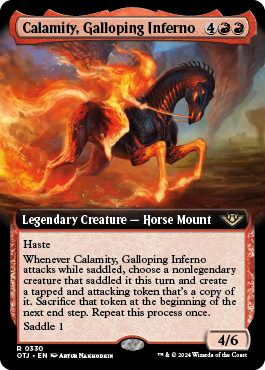 Calamity, Galloping Inferno 4
Legendary Creature — Horse Mount
Haste
Whenever Calamity, Galloping Inferno
attacks while saddled, choose a nonlegendary
creature that saddled it this turn and create
a tapped and attacking token that's a copy of
it. Sacrifice that token at the beginning of the
next end step. Repeat this process once.
Saddle 1
4/6
R 0330
OTJ • EN Artur Nakhodkin
™ & © 2024 Wizards of the Coast